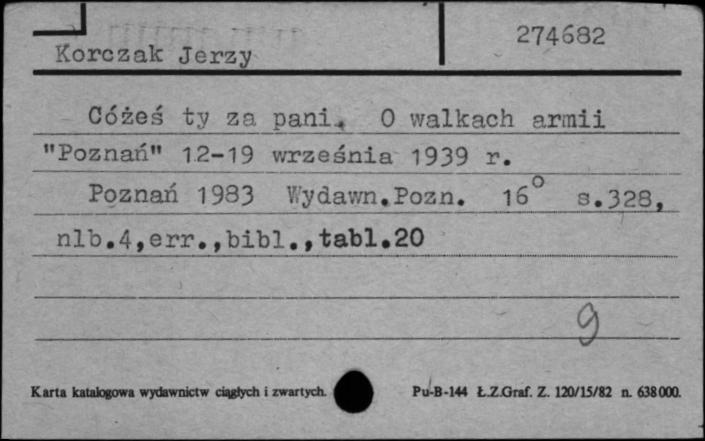 274682
Korczak Jerzy
Cóżeś ty za pani. O walkach armii
"Poznań" 12-19 września 1939 r.
Poznań 1983 Wydawn.Pozn. 16° s.328,
nlb.4,err.,bibl.,tabl.20
9
Karta katalogowa wydawnictw ciągłych i zwartych. Pu-B-144 Ł.Z.Graf. Z. 120/15/82 n. 638000.